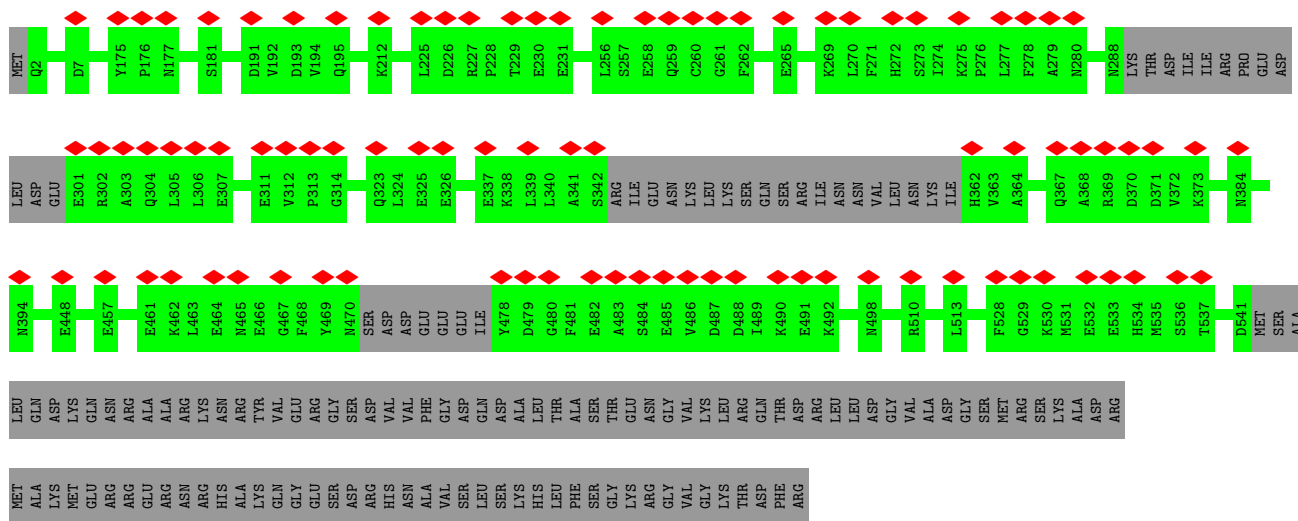 MET Q2 D7 Y175 P176 N177 S181 D191 V192 D193 V194 Q195 K212 L225 D226 R227 P228 T229 E230 E231 L256 S257 E258 Q259 C260 G261 F262 E265 K269 L270 F271 H272 S273 I274 K275 P276 L277 F278 A279 N280 N288 LYS THR ASP ILE ILE ARG PRO GLU ASP
LEU ASP GLU E301 R302 A303 Q304 L305 L306 E307 E311 V312 P313 G314 Q323 L324 E325 E326 E337 K338 L339 L340 A341 S342 ARG ILE GLU ASN LYS LEU LYS SER GLN SER ARG ILE ASN ASN VAL LEU ASN LYS ILE H362 V363 A364 Q367 A368 R369 D370 D371 V372 K373 N384
N394 E448 E457 E461 K462 L463 E464 N465 E466 G467 F468 Y469 N470 SER ASP ASP GLU GLU GLU ILE Y478 D479 G480 F481 E482 A483 S484 E485 V486 D487 D488 I489 K490 E491 K492 N498 R510 L513 F528 G529 K530 M531 E532 E533 H534 M535 S536 T537 D541 MET SER ALA
LEU GLN ASP LYS GLN ASN ARG ALA ALA ARG LYS ASN ARG TYR VAL GLU ARG GLY SER ASP VAL VAL PHE GLY ASP GLN ASP ALA LEU THR ALA SER THR GLU ASN GLY VAL LYS LEU ARG GLN THR ASP ARG LEU LEU ASP GLY VAL ALA ASP GLY SER MET ARG SER LYS ALA ASP ARG
MET ALA LYS MET GLU ARG ARG GLU ARG ASN ARG HIS ALA LYS GLN GLY GLU SER ASP ARG HIS ASN ALA VAL SER LEU SER LYS HIS LEU PHE SER GLY LYS ARG GLY VAL GLY LYS THR ASP PHE ARG